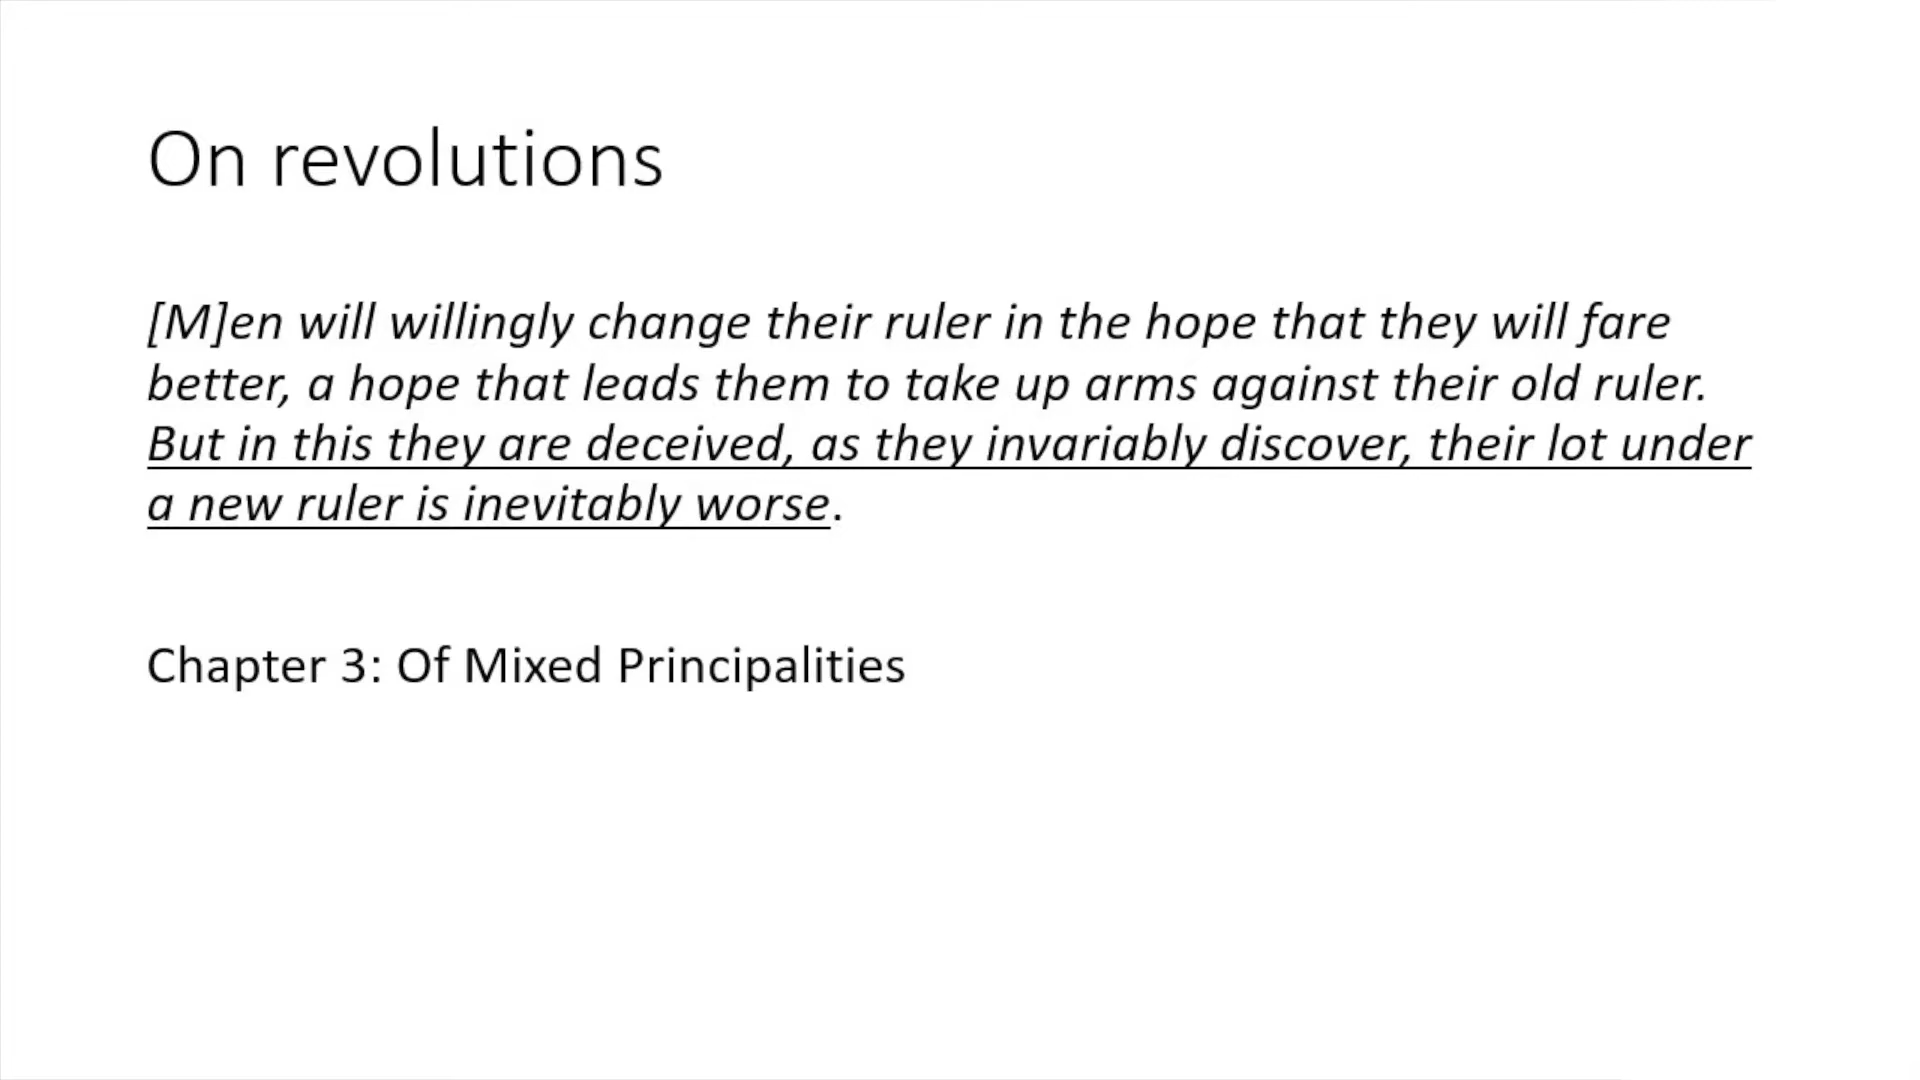 On revolutions
[M]en will willingly change their ruler in the hope that they will fare
better, a hope that leads them to take up arms against their old ruler.
But in this they are deceived, as they invariably discover, their lot under
a new ruler is inevitably worse.
Chapter 3: Of Mixed Principalities